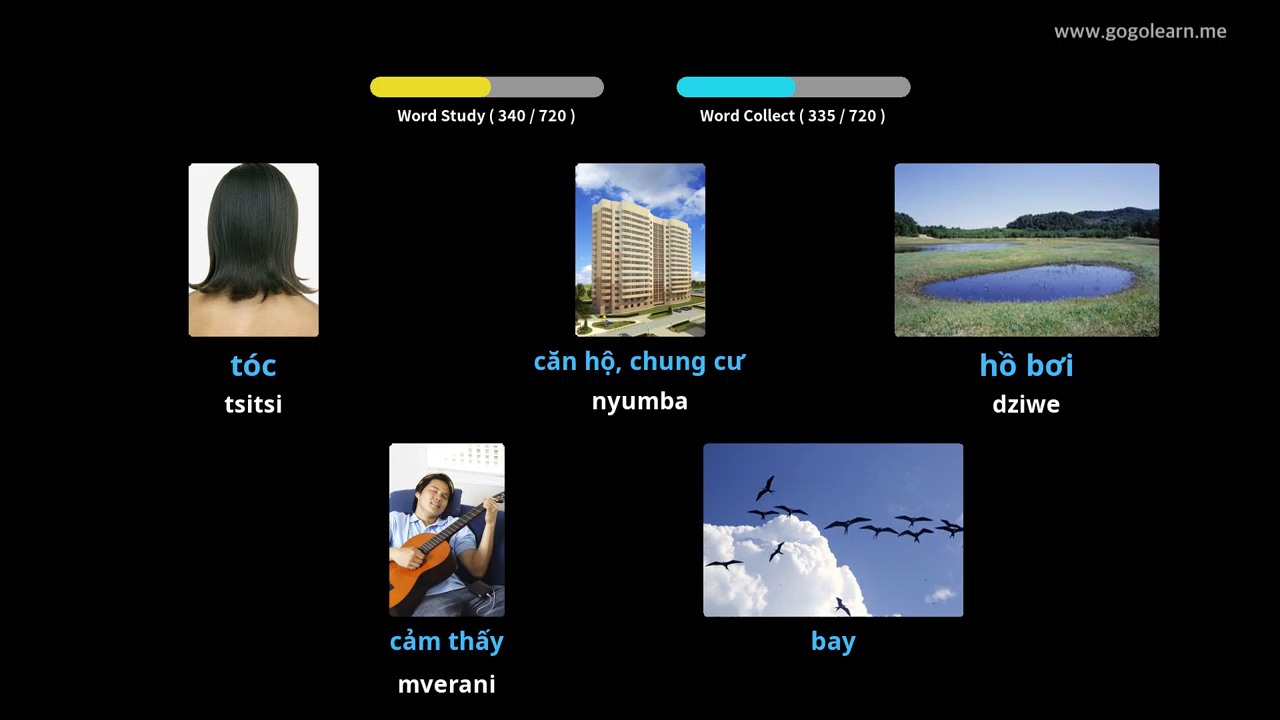 www.gogolearn.me
Word Study ( 340 / 720 )
Word Collect ( 335 / 720 )
tóc
tsitsi
căn hộ, chung cư
nyumba
hồ bơi
dziwe
cảm thấy
mverani
bay